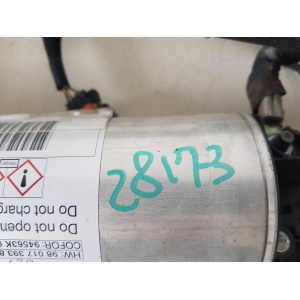 28173
Do not charg
Do not open
COFOR: 94563K
HW: 98 017 393 8